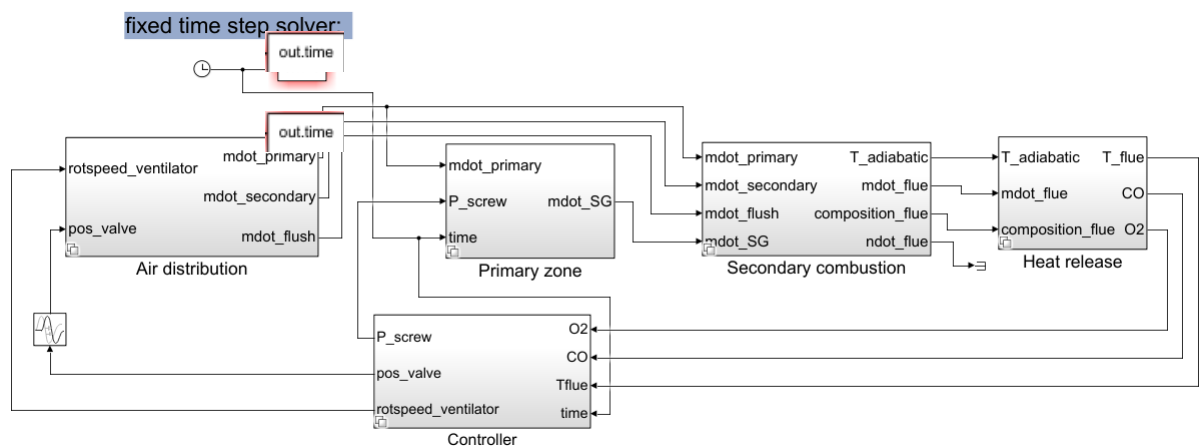 fixed time step solver:
out.time
out.time
rotspeed_ventilator
pos_valve
mdot_primary
mdot_secondary
mdot_flush
Air distribution
mdot_primary
P_screw
time
mdot_SG
Primary zone
mdot_primary
mdot_secondary
mdot_flush
mdot_SG
T_adiabatic
mdot_flue
composition_flue
ndot_flue
Secondary combustion
T_adiabatic
mdot_flue
composition_flue
T_flue
CO
O2
Heat release
P_screw
pos_valve
rotspeed_ventilator
O2
CO
Tflue
time
Controller